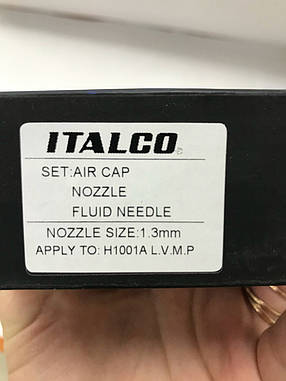 ITALCO
SET:AIR CAP
NOZZLE
FLUID NEEDLE
NOZZLE SIZE:1.3mm
APPLY TO: H1001A L.V.M.P